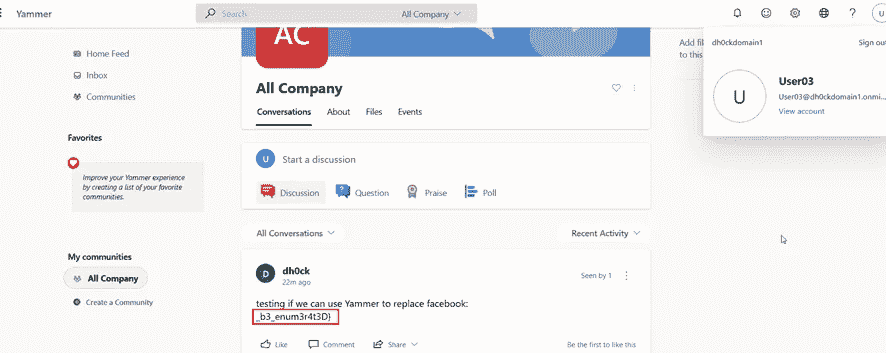 Yammer
Search
All Company
?
U
AC
Add fil
to this
dh0ckdomain1
Sign out
U
User03
User03@dh0ckdomain1.onmi...
View account
Home Feed
Inbox
Communities
Favorites
Improve your Yammer experience
by creating a list of your favorite
communities.
My communities
All Company
Create a Community
All Company
Conversations About Files Events
U Start a discussion
Discussion Question Praise Poll
All Conversations
Recent Activity
D
dh0ck
22m ago
Seen by 1
testing if we can use Yammer to replace facebook:
_b3_enum3r4t3D}
Like Comment Share
Be the first to like this